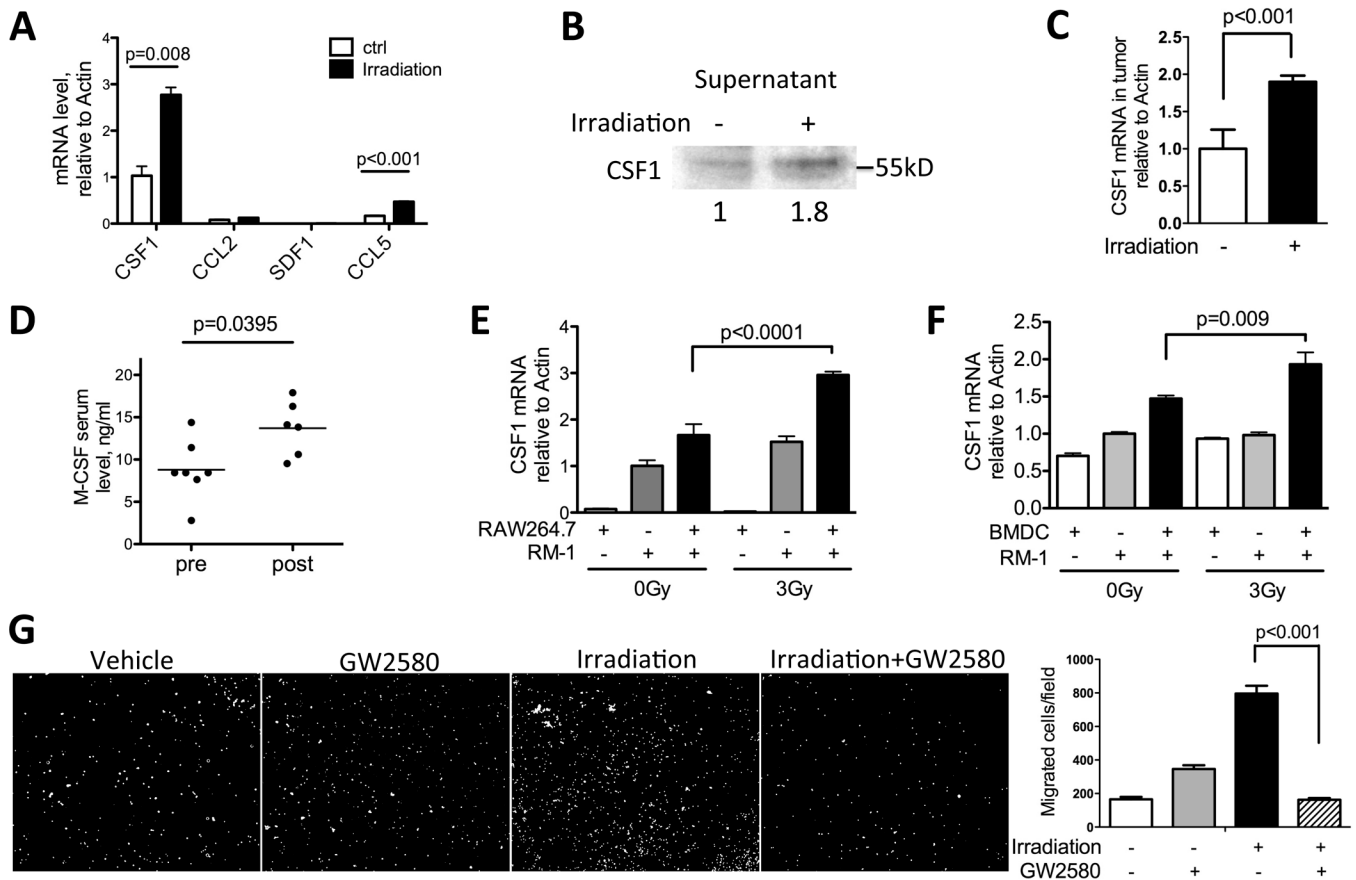 A
mRNA level,
relative to Actin
4
3
2
1
0
p=0.008
p<0.001
ctrl
Irradiation
CSF1
CCL2
SDF1
CCL5
B
Supernatant
Irradiation - +
CSF1
55kD
1 1.8
C
p<0.001
CSF1 mRNA in tumor
relative to Actin
2.5
2.0
1.5
1.0
2.0
0.0
Irradiation - +
D
p=0.0395
M-CSF serum
level, ng/ml
20
15
10
5
0
pre post
E
CSF1 mRNA
relative to Actin
4
3
2
1
0
p<0.0001
RAW264.7 + - + + - +
RM-1 - + + - + +
0Gy 3Gy
F
CSF1 mRNA
relative to Actin
2.5
2.0
1.5
1.0
0.5
0.0
p=0.009
BMDC + - + + - +
RM-1 - + + - + +
0Gy 3Gy
G
Vehicle GW2580 Irradiation Irradiation+GW2580
p<0.001
Migrated cells/field
1000
800
600
400
200
0
Irradiation - - + +
GW2580 - + - +